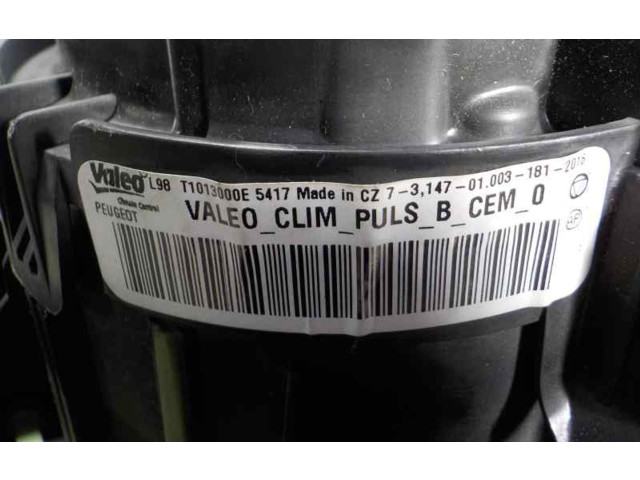 Valeo L98 T1013000E 5417 Made in CZ 7-3,147-01.003-181-2016
Climate Control
PEUGEOT VALEO_CLIM_PULS_B_CEM_0